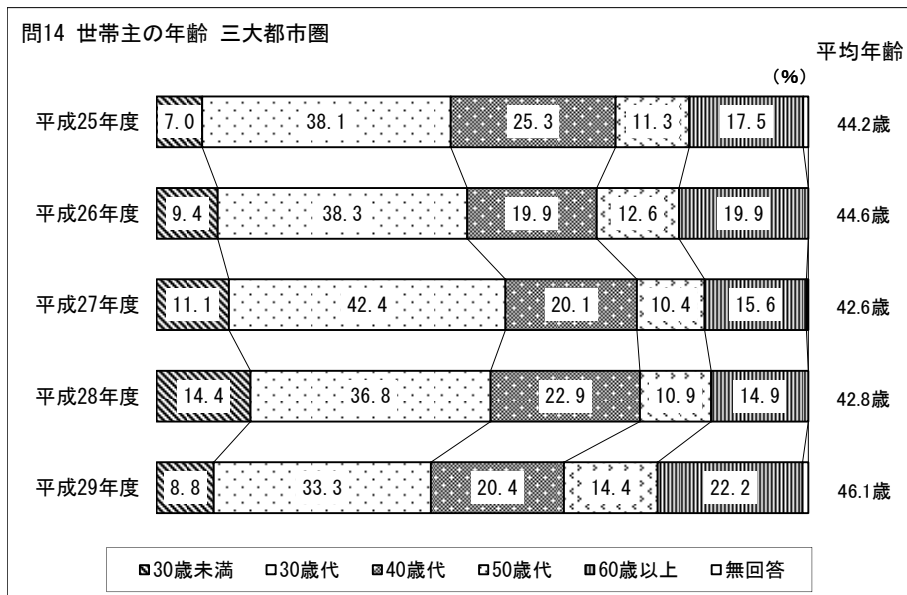 問14 世帯主の年齢 三大都市圏
平均年齢
(%)
平成25年度 7.0 38.1 25.3 11.3 17.5 44.2歳
平成26年度 9.4 38.3 19.9 12.6 19.9 44.6歳
平成27年度 11.1 42.4 20.1 10.4 15.6 42.6歳
平成28年度 14.4 36.8 22.9 10.9 14.9 42.8歳
平成29年度 8.8 33.3 20.4 14.4 22.2 46.1歳
30歳未満 30歳代 40歳代 50歳代 60歳以上 無回答